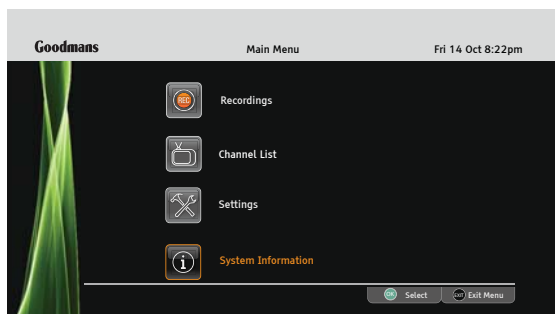 Goodmans Main Menu Fri 14 Oct 8:22pm
REC Recordings
Channel List
Settings
i System Information
OK Select EXIT Exit Menu